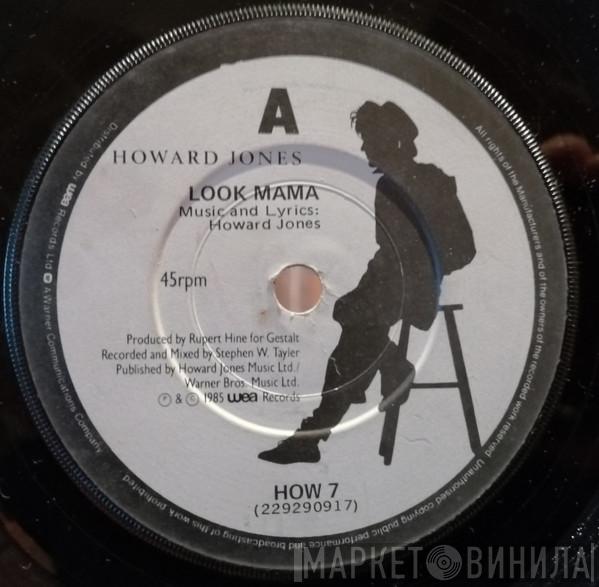 A
HOWARD JONES
LOOK MAMA
Music and Lyrics:
Howard Jones
45rpm
Produced by Rupert Hine for Gestalt
Recorded and Mixed by Stephen W. Tayler
Published by Howard Jones Music Ltd./
Warner Bros. Music Ltd.
℗ & © 1985 wea Records
HOW 7
(229290917)
All rights of the Manufacturers and of the owners of the recorded work reserved
Unauthorised copying public performance and broadcasting of this work prohibited
Distributed by wea Records Ltd A Warner Communications Company
МАРКЕТ ВИНИЛА